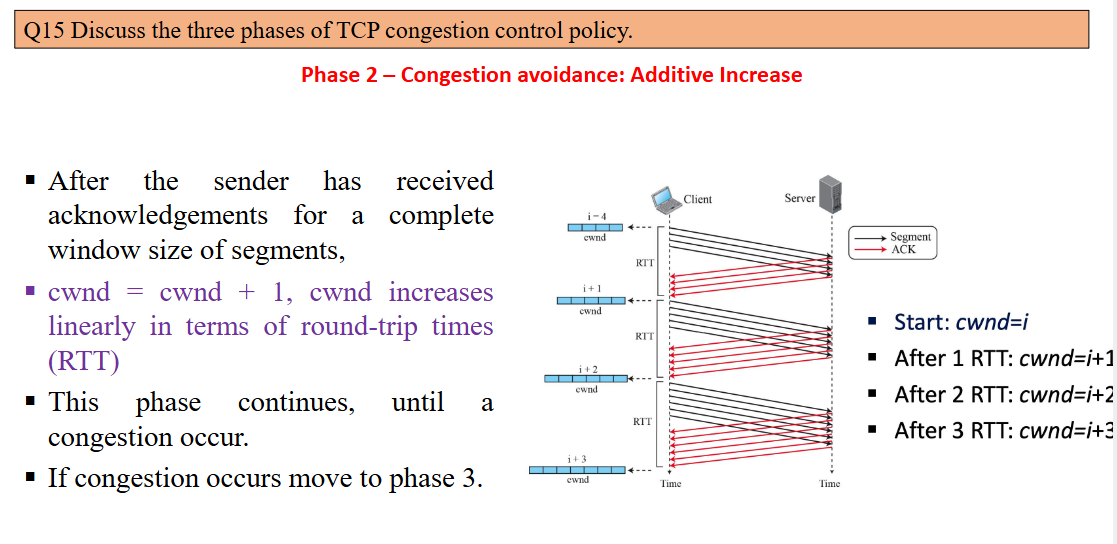 Q15 Discuss the three phases of TCP congestion control policy.
Phase 2 – Congestion avoidance: Additive Increase
▪ After the sender has received
acknowledgements for a complete
window size of segments,
▪ cwnd = cwnd + 1, cwnd increases
linearly in terms of round-trip times
(RTT)
▪ This phase continues, until a
congestion occur.
▪ If congestion occurs move to phase 3.
Client
Server
i – 4
cwnd
Segment
ACK
RTT
i + 1
cwnd
RTT
i + 2
cwnd
RTT
i + 3
cwnd
Time
Time
▪ Start: cwnd=i
▪ After 1 RTT: cwnd=i+1
▪ After 2 RTT: cwnd=i+2
▪ After 3 RTT: cwnd=i+3